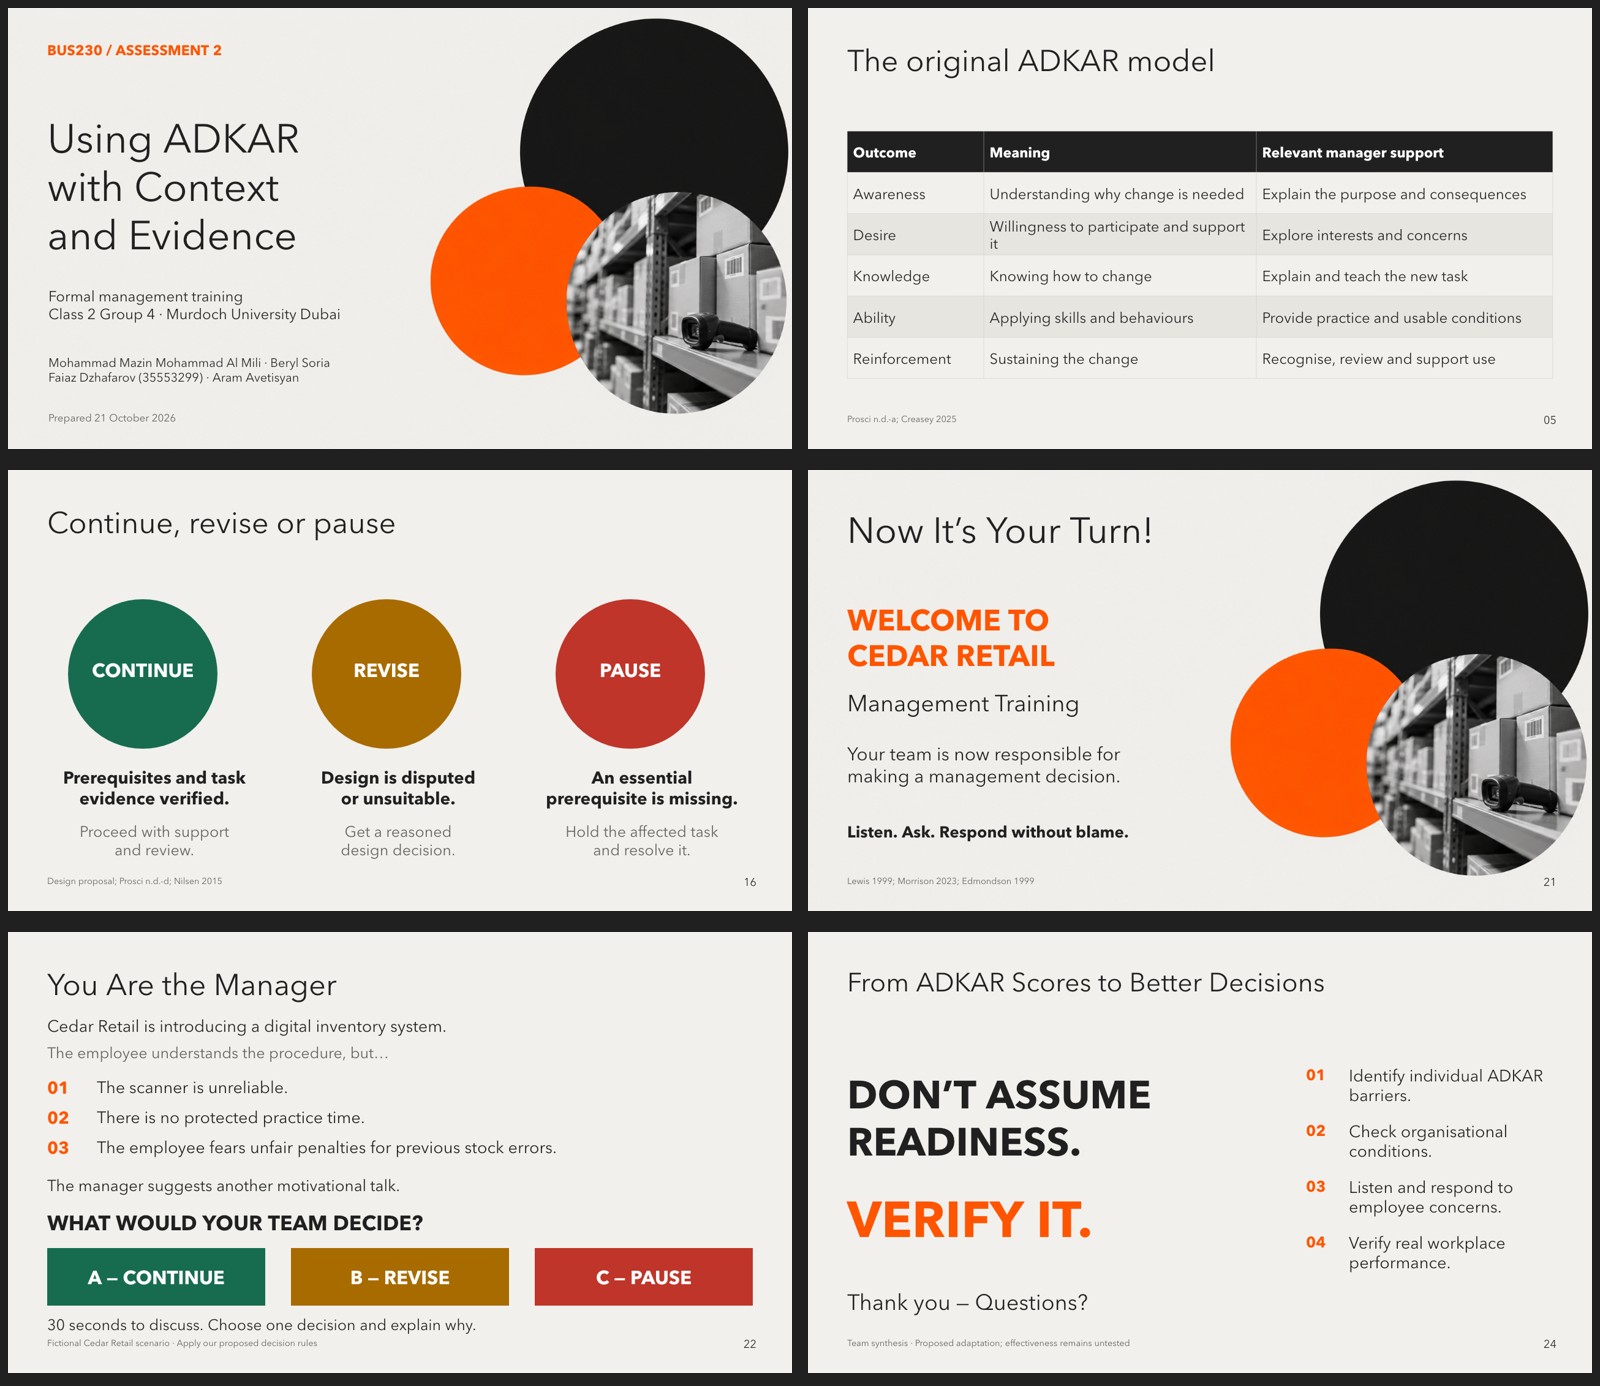 BUS230 / ASSESSMENT 2
Using ADKAR
with Context
and Evidence
Formal management training
Class 2 Group 4 · Murdoch University Dubai
Mohammad Mazin Mohammad Al Mili · Beryl Soria
Faiaz Dzhafarov (35553299) · Aram Avetisyan
Prepared 21 October 2026
The original ADKAR model
Outcome Meaning Relevant manager support
Awareness Understanding why change is needed Explain the purpose and consequences
Desire Willingness to participate and support it Explore interests and concerns
Knowledge Knowing how to change Explain and teach the new task
Ability Applying skills and behaviours Provide practice and usable conditions
Reinforcement Sustaining the change Recognise, review and support use
Prosci n.d.-a; Creasey 2025
05
Continue, revise or pause
CONTINUE
Prerequisites and task
evidence verified.
Proceed with support
and review.
REVISE
Design is disputed
or unsuitable.
Get a reasoned
design decision.
PAUSE
An essential
prerequisite is missing.
Hold the affected task
and resolve it.
Design proposal; Prosci n.d.-d; Nilsen 2015
16
Now It’s Your Turn!
WELCOME TO
CEDAR RETAIL
Management Training
Your team is now responsible for
making a management decision.
Listen. Ask. Respond without blame.
Lewis 1999; Morrison 2023; Edmondson 1999
21
You Are the Manager
Cedar Retail is introducing a digital inventory system.
The employee understands the procedure, but…
01 The scanner is unreliable.
02 There is no protected practice time.
03 The employee fears unfair penalties for previous stock errors.
The manager suggests another motivational talk.
WHAT WOULD YOUR TEAM DECIDE?
A – CONTINUE
B – REVISE
C – PAUSE
30 seconds to discuss. Choose one decision and explain why.
Fictional Cedar Retail scenario · Apply our proposed decision rules
22
From ADKAR Scores to Better Decisions
DON’T ASSUME
READINESS.
VERIFY IT.
Thank you – Questions?
01 Identify individual ADKAR
barriers.
02 Check organisational
conditions.
03 Listen and respond to
employee concerns.
04 Verify real workplace
performance.
Team synthesis · Proposed adaptation; effectiveness remains untested
24